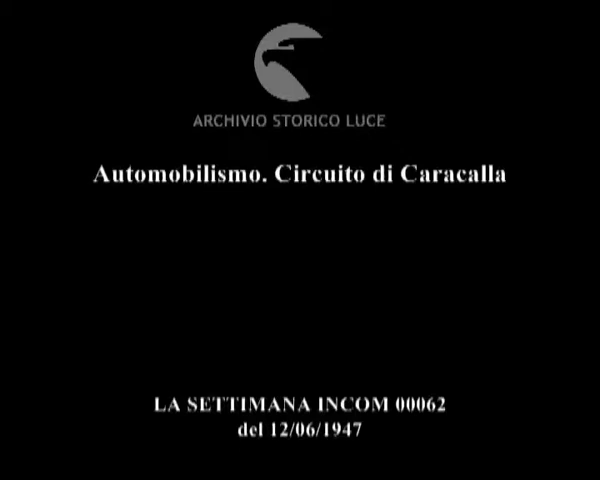 ARCHIVIO STORICO LUCE
Automobilismo. Circuito di Caracalla
LA SETTIMANA INCOM 00062
del 12/06/1947